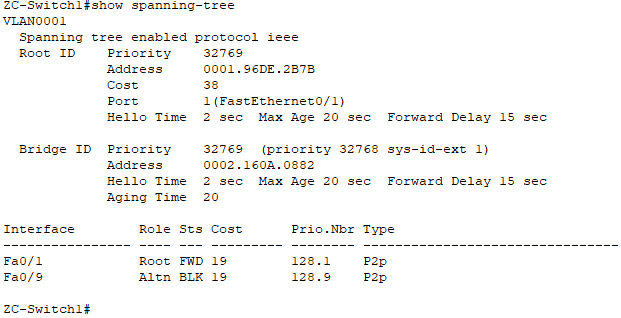 ZC-Switch1#show spanning-tree
VLAN0001
  Spanning tree enabled protocol ieee
  Root ID    Priority    32769
             Address     0001.96DE.2B7B
             Cost        38
             Port        1(FastEthernet0/1)
             Hello Time  2 sec  Max Age 20 sec  Forward Delay 15 sec

  Bridge ID  Priority    32769  (priority 32768 sys-id-ext 1)
             Address     0002.160A.0882
             Hello Time  2 sec  Max Age 20 sec  Forward Delay 15 sec
             Aging Time  20

Interface        Role Sts Cost      Prio.Nbr Type
---------------- ---- --- --------- -------- --------------------------------
Fa0/1            Root FWD 19        128.1    P2p
Fa0/9            Altn BLK 19        128.9    P2p

ZC-Switch1#